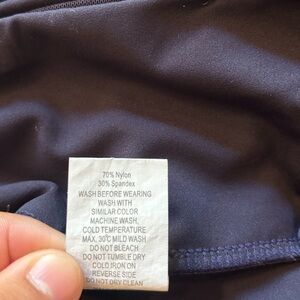 70% Nylon
30% Spandex
WASH BEFORE WEARING
WASH WITH
SIMILAR COLOR
MACHINE WASH,
COLD TEMPERATURE
MAX. 30°C MILD WASH
DO NOT BLEACH
DO NOT TUMBLE DRY
COLD IRON ON
REVERSE SIDE
DO NOT DRY CLEAN